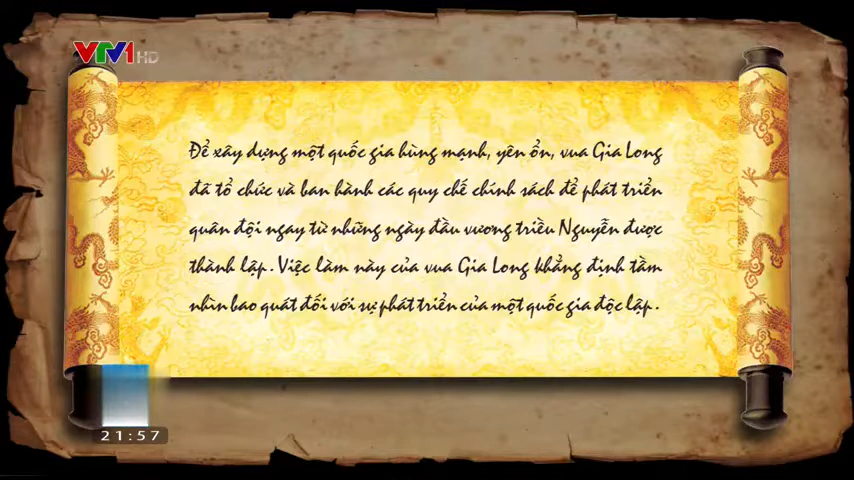 VTV1 HD
Để xây dựng một quốc gia hùng mạnh, yên ổn, vua Gia Long
đã tổ chức và ban hành các quy chế chính sách để phát triển
quân đội ngay từ những ngày đầu vương triều Nguyễn được
thành lập. Việc làm này của vua Gia Long khẳng định tầm
nhìn bao quát đối với sự phát triển của một quốc gia độc lập.
21:57